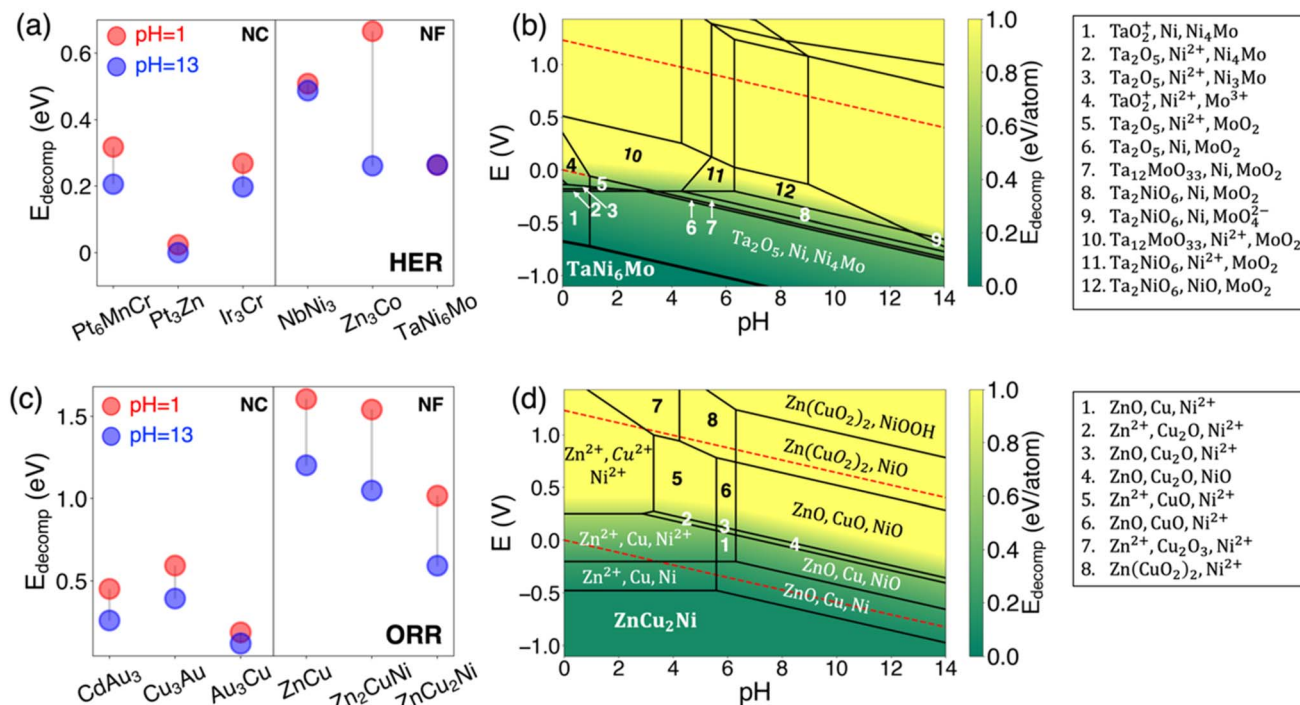 (a)
pH=1
pH=13
NC
NF
E_decomp (eV)
0.6
0.4
0.2
0
HER
Pt₆MnCr
Pt₃Zn
Ir₃Cr
NbNi₃
Zn₃Co
TaNi₆Mo
(b)
E (V)
1.0
0.5
0.0
−0.5
−1.0
10
4
5
11
12
1
2
3
6
7
8
9
Ta₂O₅, Ni, Ni₄Mo
TaNi₆Mo
0 2 4 6 8 10 12 14
pH
1.0
0.8
0.6
0.4
0.2
0.0
E_decomp (eV/atom)
1. TaO₂⁺, Ni, Ni₄Mo
2. Ta₂O₅, Ni²⁺, Ni₄Mo
3. Ta₂O₅, Ni²⁺, Ni₃Mo
4. TaO₂⁺, Ni²⁺, Mo³⁺
5. Ta₂O₅, Ni²⁺, MoO₂
6. Ta₂O₅, Ni, MoO₂
7. Ta₁₂MoO₃₃, Ni, MoO₂
8. Ta₂NiO₆, Ni, MoO₂
9. Ta₂NiO₆, Ni, MoO₄²⁻
10. Ta₁₂MoO₃₃, Ni²⁺, MoO₂
11. Ta₂NiO₆, Ni²⁺, MoO₂
12. Ta₂NiO₆, NiO, MoO₂
(c)
pH=1
pH=13
NC
NF
E_decomp (eV)
1.5
1.0
0.5
ORR
CdAu₃
Cu₃Au
Au₃Cu
ZnCu
Zn₂CuNi
ZnCu₂Ni
(d)
E (V)
1.0
0.5
0.0
−0.5
−1.0
7
8
Zn(CuO₂)₂, NiOOH
Zn(CuO₂)₂, NiO
Zn²⁺, Cu²⁺
Ni²⁺
5
6
ZnO, CuO, NiO
2
3
4
1
Zn²⁺, Cu, Ni²⁺
ZnO, Cu, NiO
Zn²⁺, Cu, Ni
ZnO, Cu, Ni
ZnCu₂Ni
0 2 4 6 8 10 12 14
pH
1.0
0.8
0.6
0.4
0.2
0.0
E_decomp (eV/atom)
1. ZnO, Cu, Ni²⁺
2. Zn²⁺, Cu₂O, Ni²⁺
3. ZnO, Cu₂O, Ni²⁺
4. ZnO, Cu₂O, NiO
5. Zn²⁺, CuO, Ni²⁺
6. ZnO, CuO, Ni²⁺
7. Zn²⁺, Cu₂O₃, Ni²⁺
8. Zn(CuO₂)₂, Ni²⁺